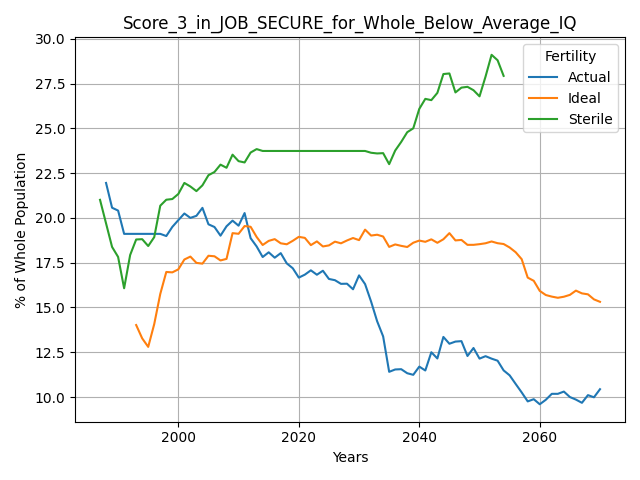 Score_3_in_JOB_SECURE_for_Whole_Below_Average_IQ
30.0
27.5
25.0
22.5
20.0
17.5
15.0
12.5
10.0
% of Whole Population
Fertility
Actual
Ideal
Sterile
2000 2020 2040 2060
Years